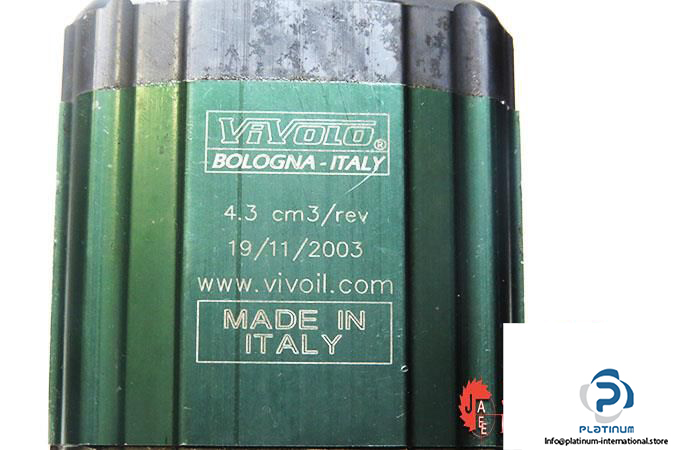 ViVOLO®
BOLOGNA - ITALY
4.3 cm3/rev
19/11/2003
www.vivoil.com
MADE IN
ITALY
JAEE
PLATINUM
info@platinum-international.store